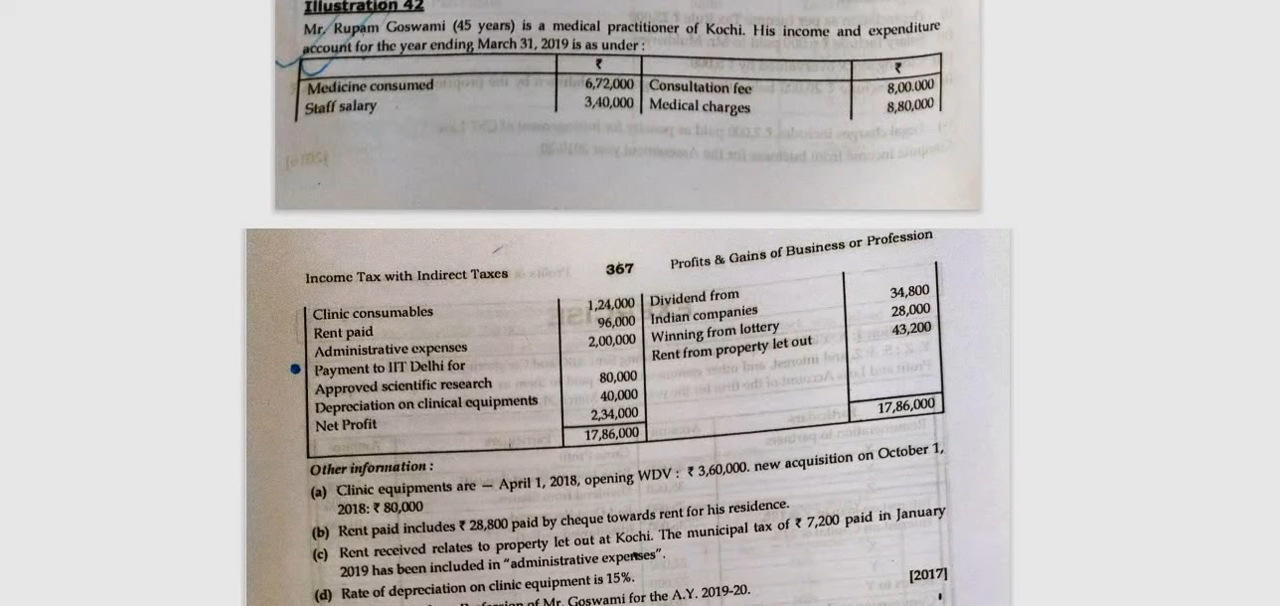 Illustration 42
Mr. Rupam Goswami (45 years) is a medical practitioner of Kochi. His income and expenditure
account for the year ending March 31, 2019 is as under :
₹ ₹
Medicine consumed 6,72,000 Consultation fee 8,00.000
Staff salary 3,40,000 Medical charges 8,80,000
Income Tax with Indirect Taxes 367 Profits & Gains of Business or Profession
Clinic consumables 1,24,000 Dividend from
Rent paid 96,000 Indian companies 34,800
Administrative expenses 2,00,000 Winning from lottery 28,000
Payment to IIT Delhi for Rent from property let out 43,200
Approved scientific research 80,000
Depreciation on clinical equipments 40,000
Net Profit 2,34,000
17,86,000 17,86,000
Other information :
(a) Clinic equipments are — April 1, 2018, opening WDV : ₹ 3,60,000. new acquisition on October 1,
2018: ₹ 80,000
(b) Rent paid includes ₹ 28,800 paid by cheque towards rent for his residence.
(c) Rent received relates to property let out at Kochi. The municipal tax of ₹ 7,200 paid in January
2019 has been included in "administrative expenses".
(d) Rate of depreciation on clinic equipment is 15%.
[2017]
of Mr. Goswami for the A.Y. 2019-20.